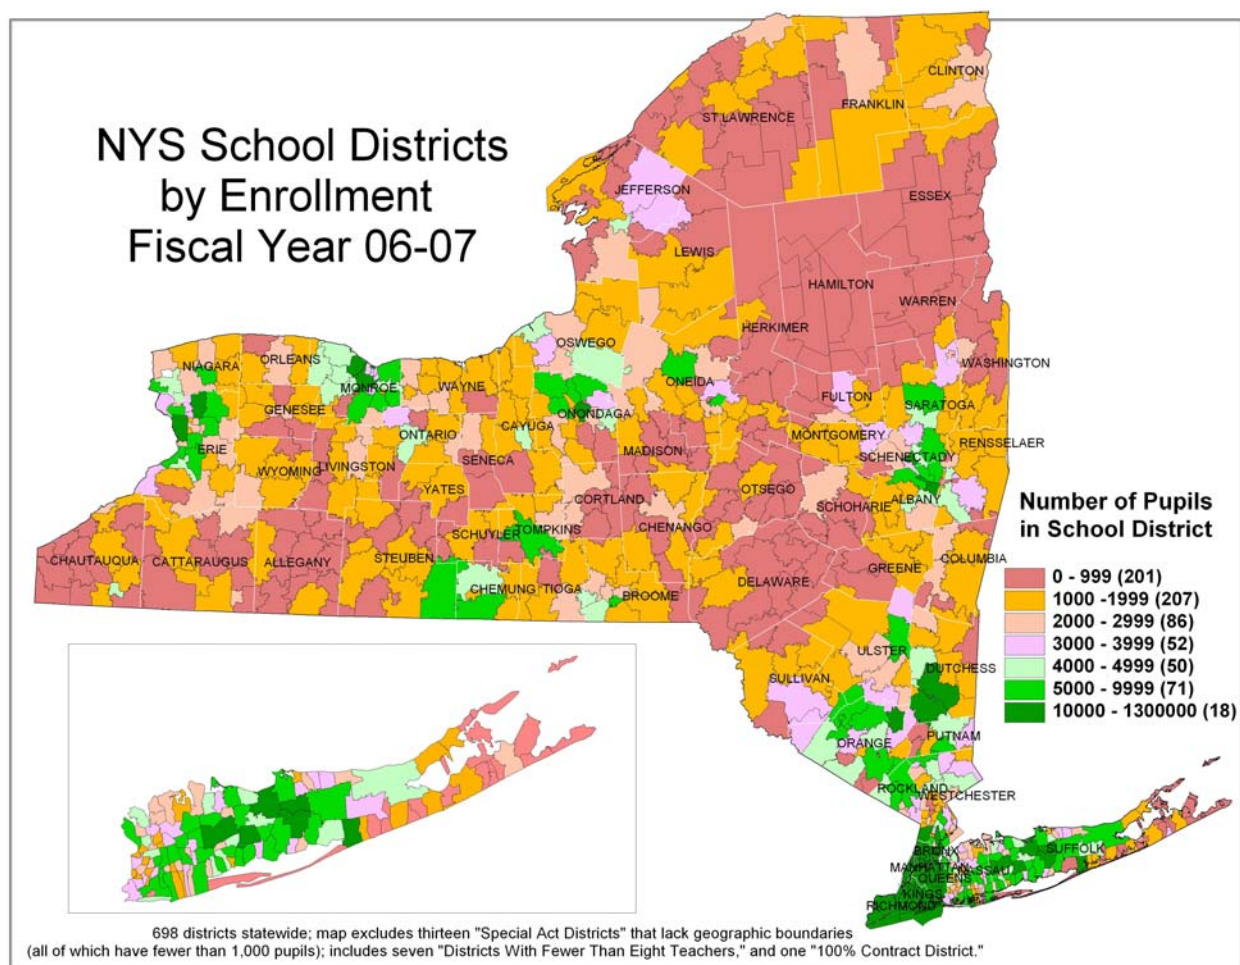 NYS School Districts
by Enrollment
Fiscal Year 06-07
CLINTON
FRANKLIN
ST.LAWRENCE
JEFFERSON
ESSEX
LEWIS
HAMILTON
WARREN
HERKIMER
OSWEGO
WASHINGTON
NIAGARA
ORLEANS
MONROE
WAYNE
ONEIDA
FULTON
SARATOGA
GENESEE
ONONDAGA
CAYUGA
ONTARIO
MONTGOMERY
RENSSELAER
ERIE
MADISON
SCHENECTADY
SENECA
WYOMING
LIVINGSTON
YATES
OTSEGO
CORTLAND
SCHOHARIE
ALBANY
CHENANGO
TOMPKINS
SCHUYLER
CHAUTAUQUA
CATTARAUGUS
ALLEGANY
STEUBEN
COLUMBIA
GREENE
DELAWARE
CHEMUNG
TIOGA
BROOME
ULSTER
DUTCHESS
SULLIVAN
PUTNAM
ORANGE
ROCKLAND
WESTCHESTER
BRONX
SUFFOLK
MANHATTAN
NASSAU
QUEENS
KINGS
RICHMOND
Number of Pupils
in School District
0 - 999 (201)
1000 -1999 (207)
2000 - 2999 (86)
3000 - 3999 (52)
4000 - 4999 (50)
5000 - 9999 (71)
10000 - 1300000 (18)
698 districts statewide; map excludes thirteen "Special Act Districts" that lack geographic boundaries
(all of which have fewer than 1,000 pupils); includes seven "Districts With Fewer Than Eight Teachers," and one "100% Contract District."